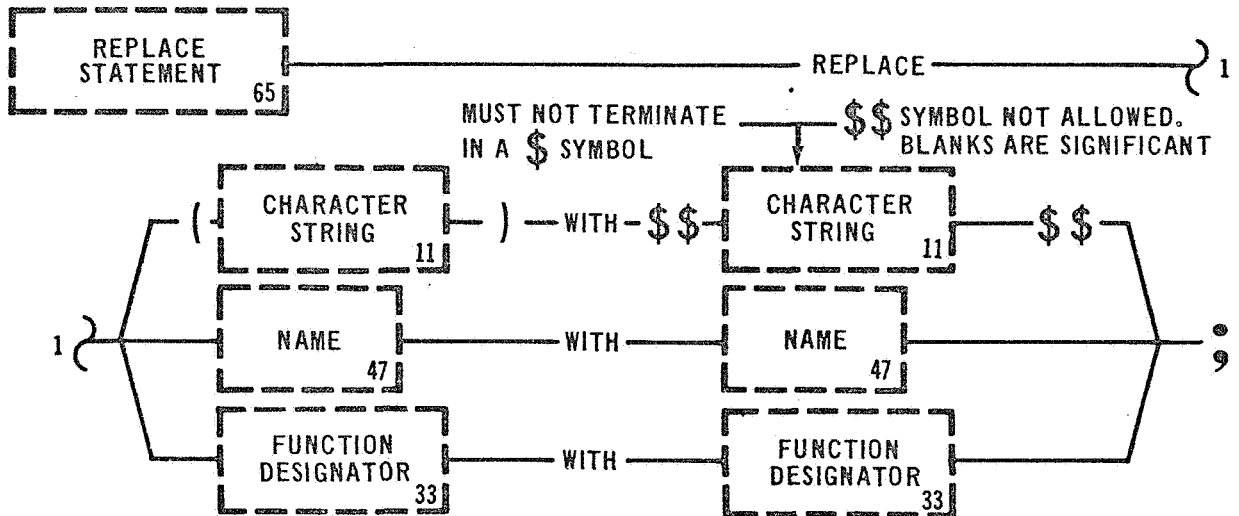 REPLACE
STATEMENT
65
REPLACE
1
MUST NOT TERMINATE
IN A $ SYMBOL
$$ SYMBOL NOT ALLOWED.
BLANKS ARE SIGNIFICANT
( CHARACTER STRING 11 ) WITH $$ CHARACTER STRING 11 $$
1
NAME 47 WITH NAME 47 ;
FUNCTION DESIGNATOR 33 WITH FUNCTION DESIGNATOR 33